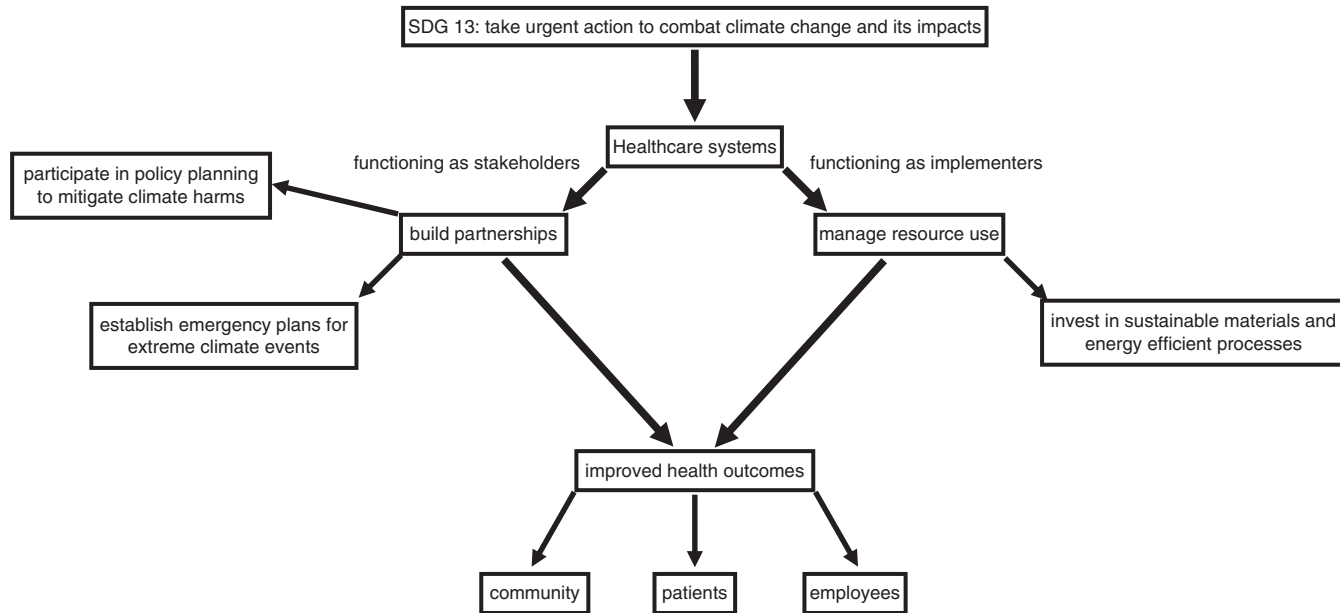 SDG 13: take urgent action to combat climate change and its impacts
Healthcare systems
functioning as stakeholders
functioning as implementers
participate in policy planning
to mitigate climate harms
build partnerships
manage resource use
establish emergency plans for
extreme climate events
invest in sustainable materials and
energy efficient processes
improved health outcomes
community
patients
employees